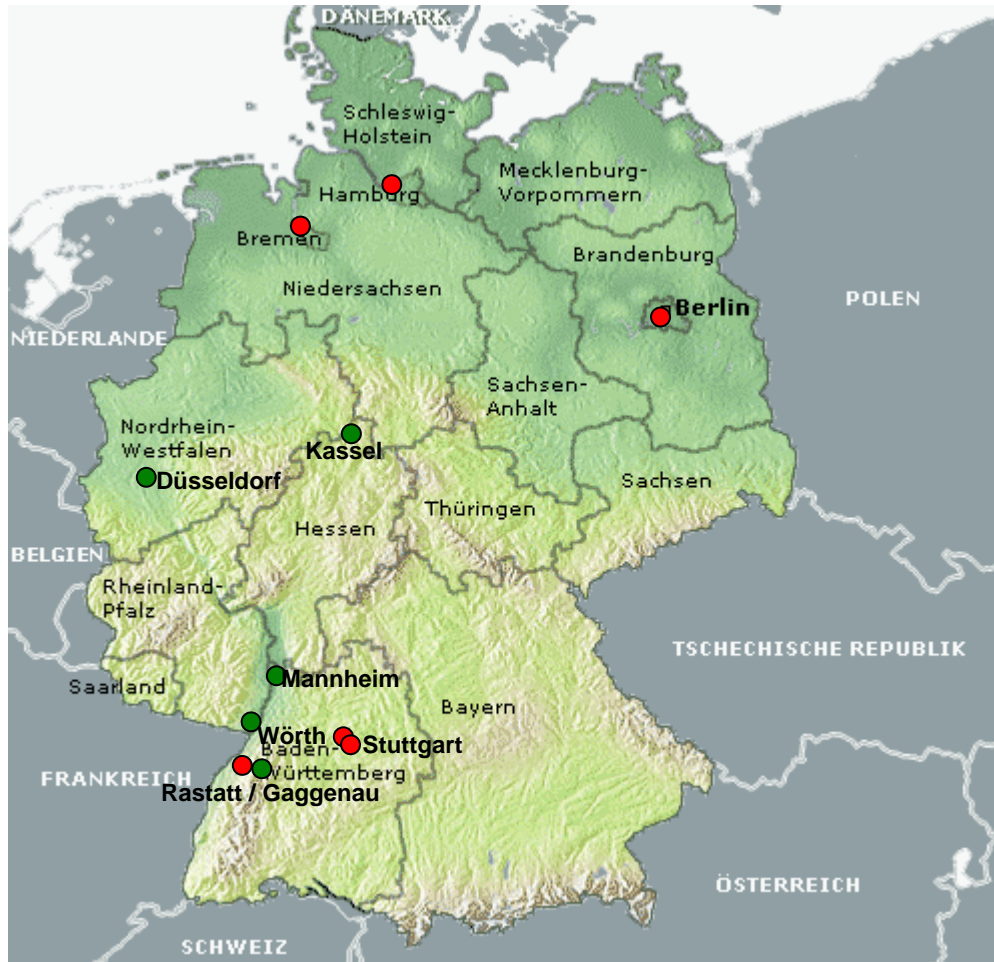 DÄNEMARK
Schleswig-
Holstein
Mecklenburg-
Vorpommern
Hamburg
Bremen
Brandenburg
Niedersachsen
Berlin
POLEN
NIEDERLANDE
Sachsen-
Anhalt
Nordrhein-
Westfalen
Kassel
Düsseldorf
Sachsen
Thüringen
Hessen
BELGIEN
Rheinland-
Pfalz
TSCHECHISCHE REPUBLIK
Saarland
Mannheim
Bayern
Wörth
Stuttgart
Baden-
Württemberg
FRANKREICH
Rastatt / Gaggenau
ÖSTERREICH
SCHWEIZ